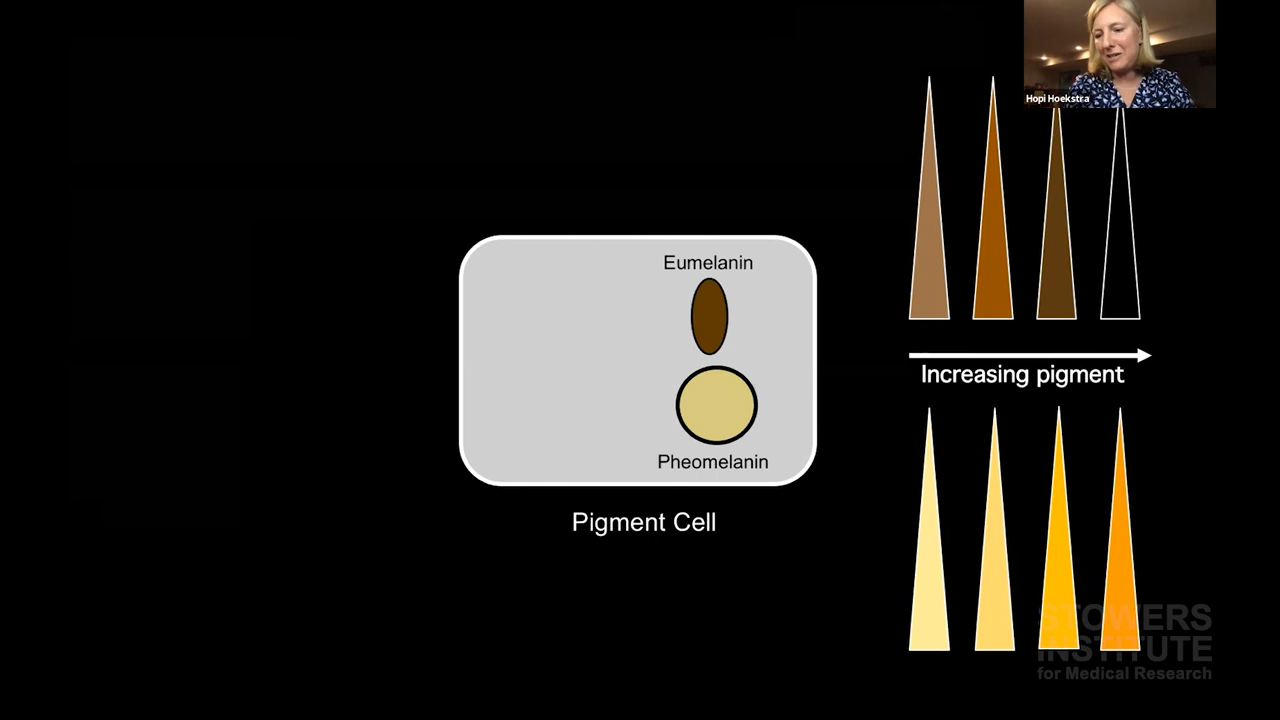 Hopi Hoekstra
Eumelanin
Pheomelanin
Pigment Cell
Increasing pigment
STOWERS
INSTITUTE
for Medical Research